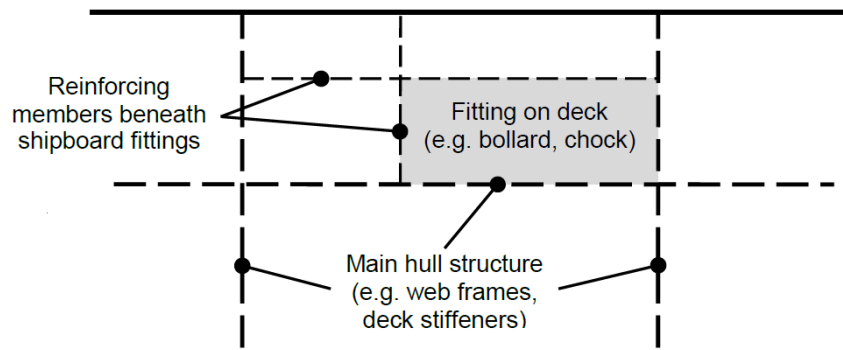 Reinforcing
members beneath
shipboard fittings
Fitting on deck
(e.g. bollard, chock)
Main hull structure
(e.g. web frames,
deck stiffeners)